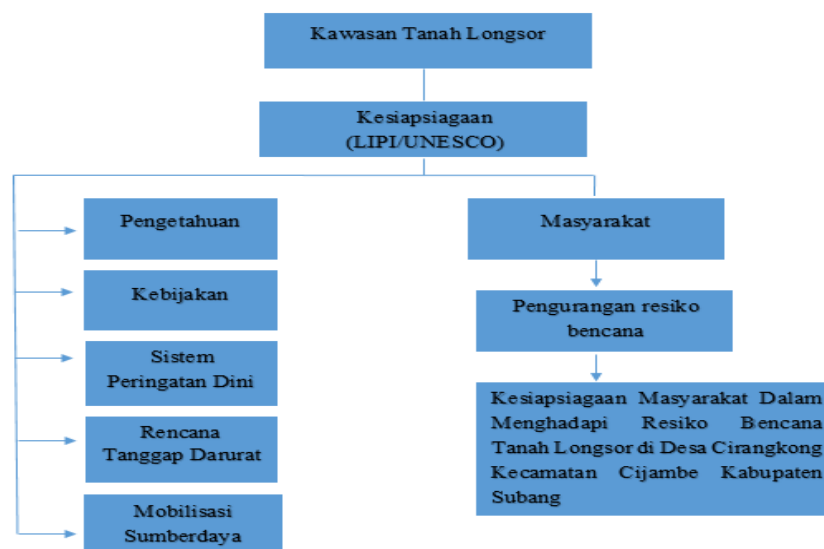 Kawasan Tanah Longsor
Kesiapsiagaan
(LIPI/UNESCO)
Pengetahuan
Kebijakan
Sistem
Peringatan Dini
Rencana
Tanggap Darurat
Mobilisasi
Sumberdaya
Masyarakat
Pengurangan resiko
bencana
Kesiapsiagaan Masyarakat Dalam
Menghadapi Resiko Bencana
Tanah Longsor di Desa Cirangkong
Kecamatan Cijambe Kabupaten
Subang